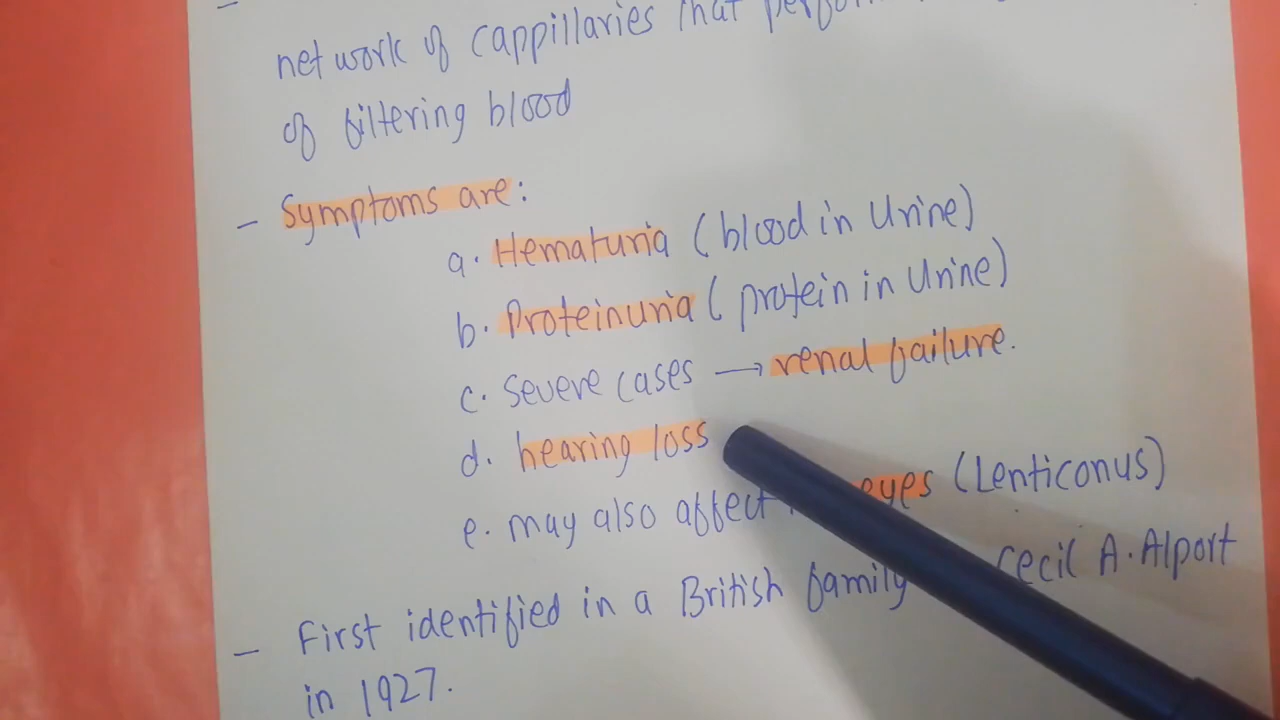 -
network of cappillaries that perform
of filtering blood
- Symptoms are:
a. Hematuria (blood in Urine)
b. Proteinuria (protein in Urine)
c. Severe cases → renal failure.
d. hearing loss
e. may also affect eyes (Lenticonus)
- First identified in a British family Cecil A. Alport
in 1927.